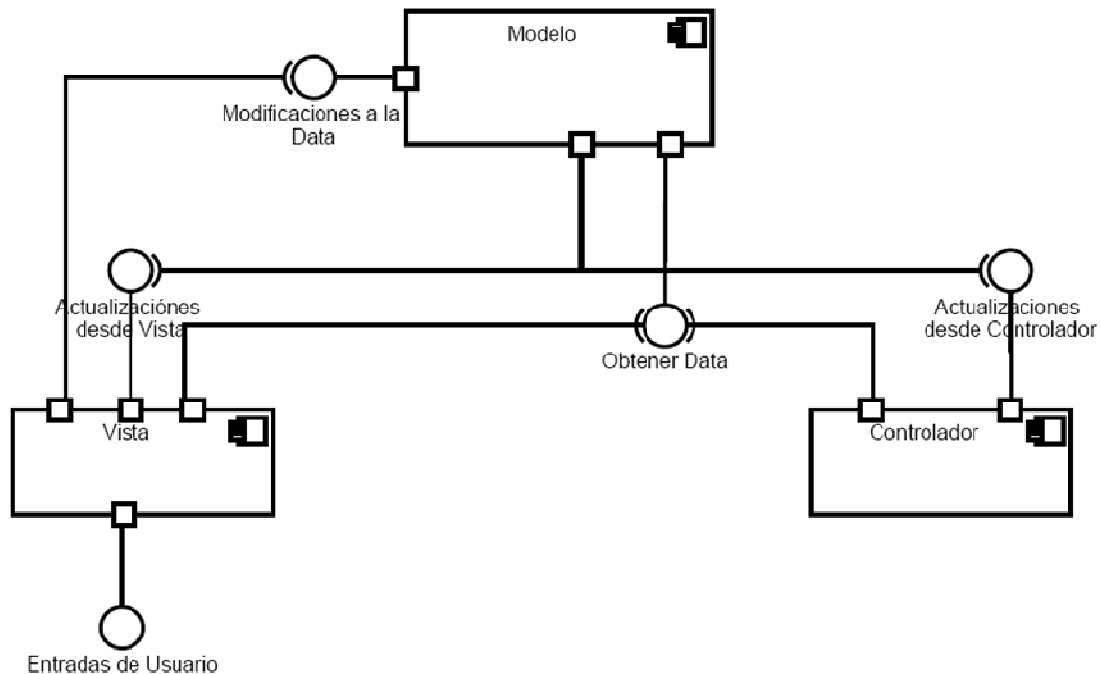 Modelo
Modificaciones a la
Data
Actualizaciónes
desde Vista
Actualizaciones
desde Controlador
Obtener Data
Vista
Controlador
Entradas de Usuario